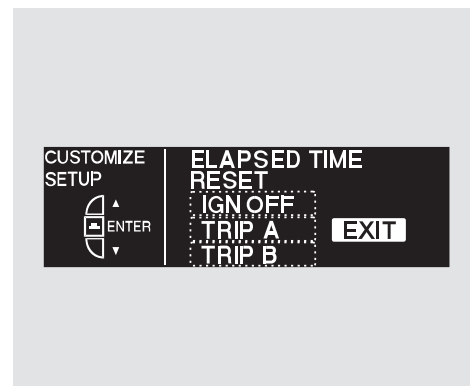 CUSTOMIZE
SETUP
ENTER
ELAPSED TIME
RESET
IGN OFF
TRIP A
EXIT
TRIP B